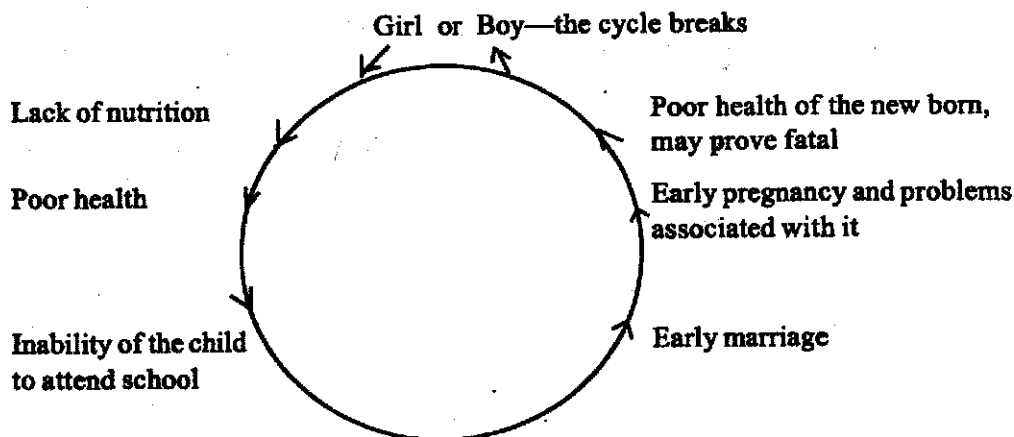 Girl or Boy—the cycle breaks
Lack of nutrition
Poor health
Inability of the child
to attend school
Poor health of the new born,
may prove fatal
Early pregnancy and problems
associated with it
Early marriage